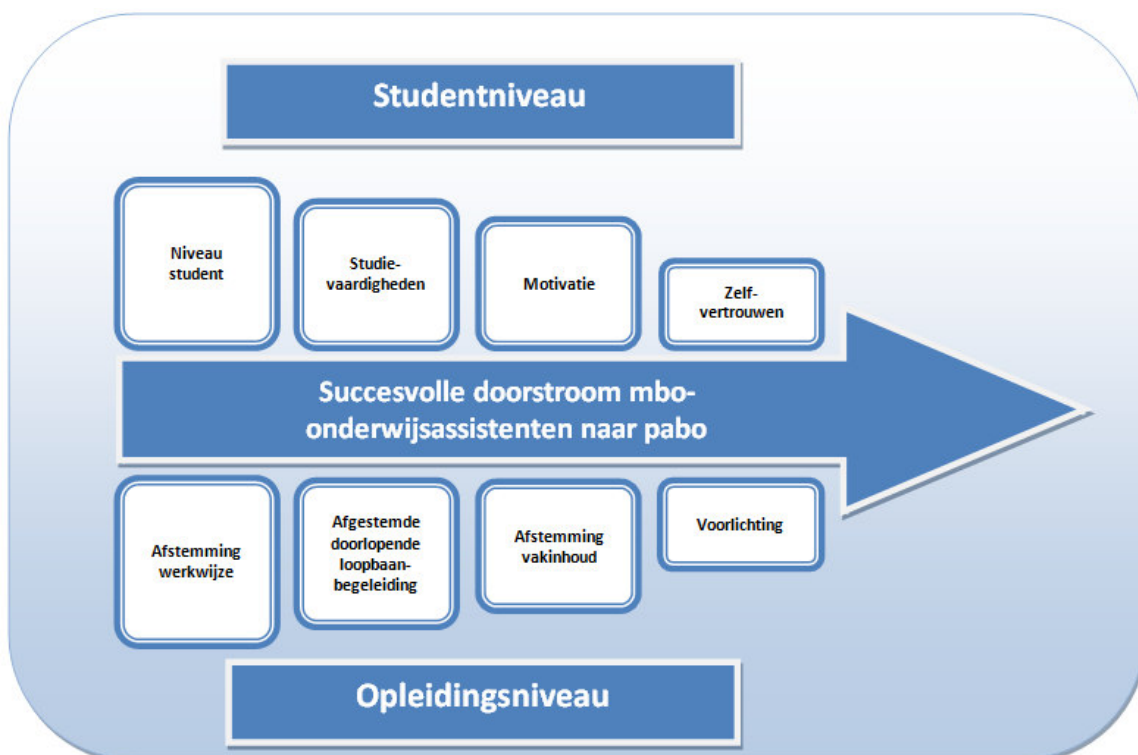 Studentniveau
Niveau
student
Studie-
vaardigheden
Motivatie
Zelf-
vertrouwen
Succesvolle doorstroom mbo-
onderwijsassistenten naar pabo
Afstemming
werkwijze
Afgestemde
doorlopende
loopbaan-
begeleiding
Afstemming
vakinhoud
Voorlichting
Opleidingsniveau